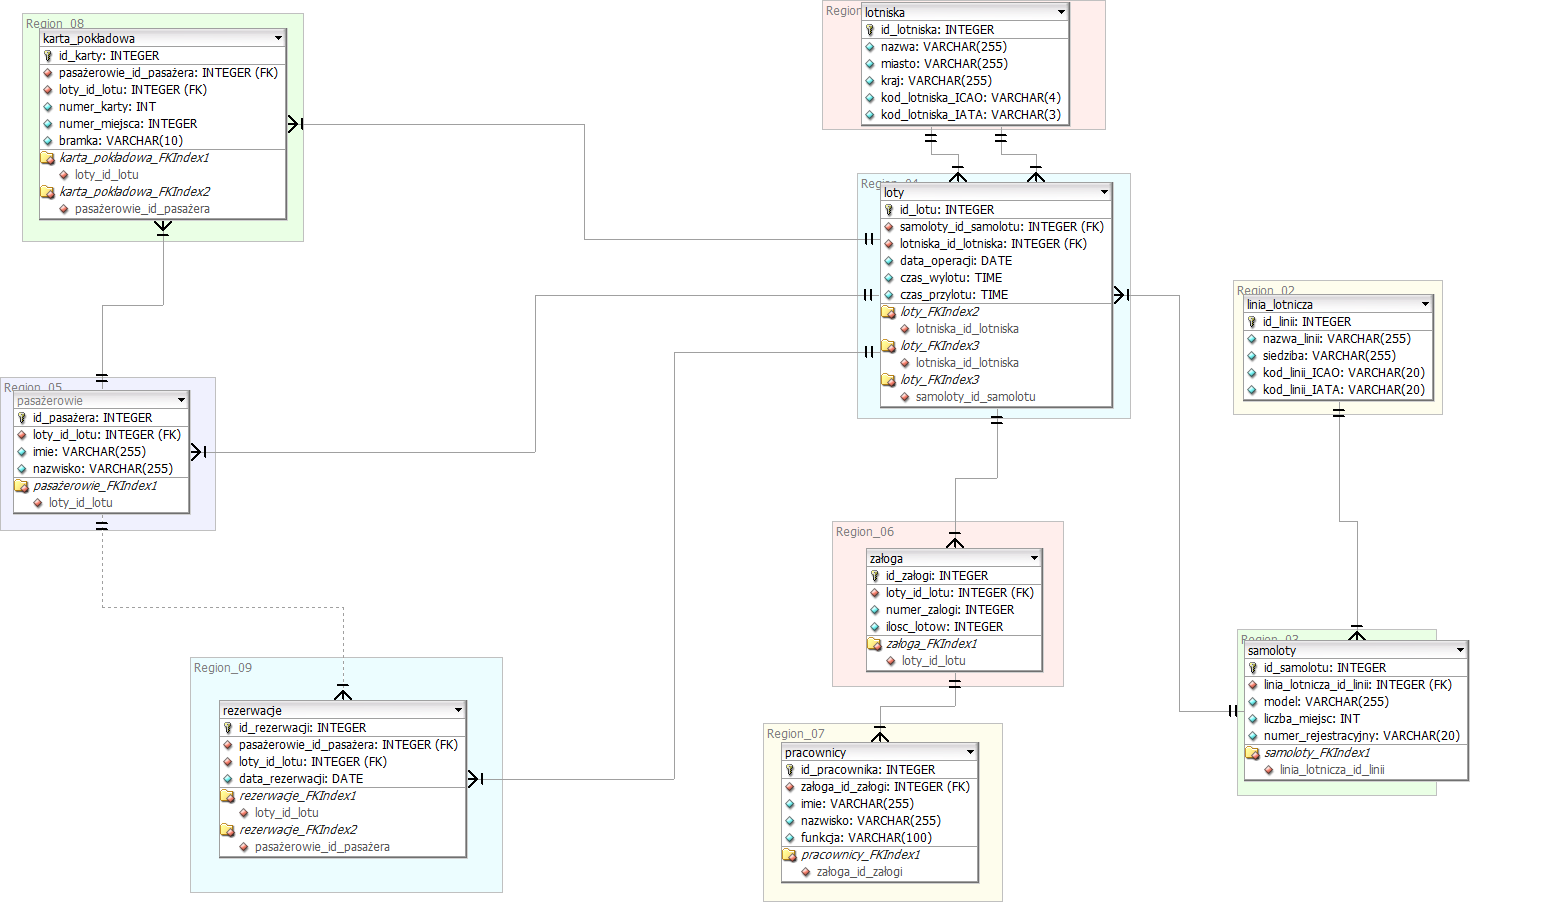 Region_08
karta_pokładowa
id_karty: INTEGER
pasażerowie_id_pasażera: INTEGER (FK)
loty_id_lotu: INTEGER (FK)
numer_karty: INT
numer_miejsca: INTEGER
bramka: VARCHAR(10)
karta_pokładowa_FKIndex1
loty_id_lotu
karta_pokładowa_FKIndex2
pasażerowie_id_pasażera
Region
lotniska
id_lotniska: INTEGER
nazwa: VARCHAR(255)
miasto: VARCHAR(255)
kraj: VARCHAR(255)
kod_lotniska_ICAO: VARCHAR(4)
kod_lotniska_IATA: VARCHAR(3)
Region_04
loty
id_lotu: INTEGER
samoloty_id_samolotu: INTEGER (FK)
lotniska_id_lotniska: INTEGER (FK)
data_operacji: DATE
czas_wylotu: TIME
czas_przylotu: TIME
loty_FKIndex2
lotniska_id_lotniska
loty_FKIndex3
lotniska_id_lotniska
loty_FKIndex3
samoloty_id_samolotu
Region_02
linia_lotnicza
id_linii: INTEGER
nazwa_linii: VARCHAR(255)
siedziba: VARCHAR(255)
kod_linii_ICAO: VARCHAR(20)
kod_linii_IATA: VARCHAR(20)
Region_05
pasażerowie
id_pasażera: INTEGER
loty_id_lotu: INTEGER (FK)
imie: VARCHAR(255)
nazwisko: VARCHAR(255)
pasażerowie_FKIndex1
loty_id_lotu
Region_06
załoga
id_załogi: INTEGER
loty_id_lotu: INTEGER (FK)
numer_zalogi: INTEGER
ilosc_lotow: INTEGER
załoga_FKIndex1
loty_id_lotu
Region_03
samoloty
id_samolotu: INTEGER
linia_lotnicza_id_linii: INTEGER (FK)
model: VARCHAR(255)
liczba_miejsc: INT
numer_rejestracyjny: VARCHAR(20)
samoloty_FKIndex1
linia_lotnicza_id_linii
Region_09
rezerwacje
id_rezerwacji: INTEGER
pasażerowie_id_pasażera: INTEGER (FK)
loty_id_lotu: INTEGER (FK)
data_rezerwacji: DATE
rezerwacje_FKIndex1
loty_id_lotu
rezerwacje_FKIndex2
pasażerowie_id_pasażera
Region_07
pracownicy
id_pracownika: INTEGER
załoga_id_załogi: INTEGER (FK)
imie: VARCHAR(255)
nazwisko: VARCHAR(255)
funkcja: VARCHAR(100)
pracownicy_FKIndex1
załoga_id_załogi